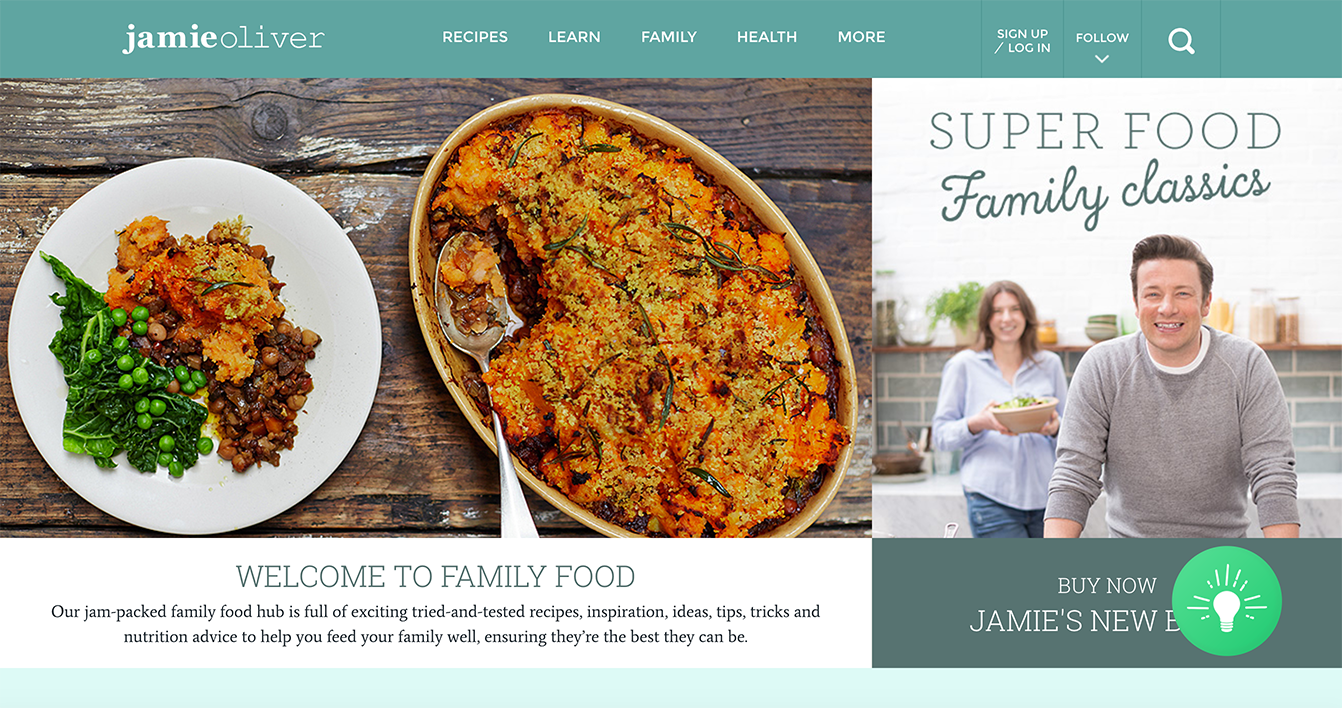 jamieoliver
RECIPES
LEARN
FAMILY
HEALTH
MORE
SIGN UP
/ LOG IN
FOLLOW
SUPER FOOD
Family classics
WELCOME TO FAMILY FOOD
Our jam-packed family food hub is full of exciting tried-and-tested recipes, inspiration, ideas, tips, tricks and
nutrition advice to help you feed your family well, ensuring they’re the best they can be.
BUY NOW
JAMIE'S NEW